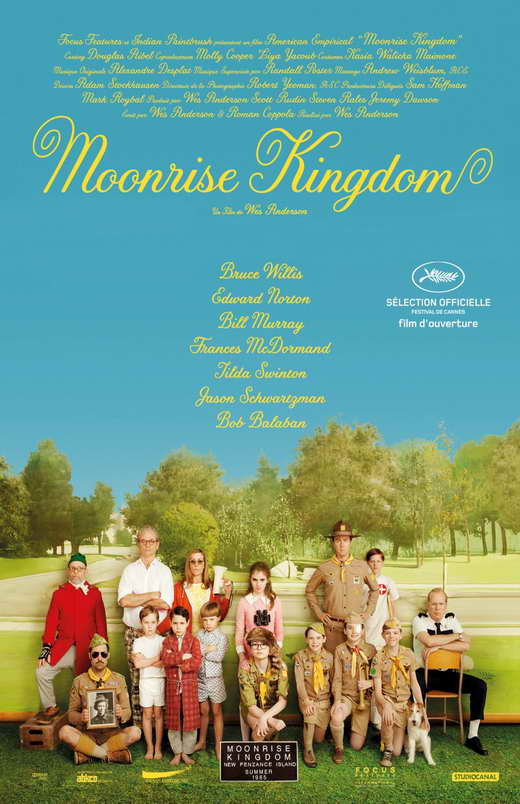 Focus Features et Indian Paintbrush présentent un film American Empirical "Moonrise Kingdom"
Casting Douglas Aibel Coproducteurs Molly Cooper Lila Yacoub Costumes Kasia Walicka Maimone
Musique Originale Alexandre Desplat Musique Supervisée par Randall Poster Montage Andrew Weisblum, A.C.E.
Décors Adam Stockhausen Directeur de la Photographie Robert Yeoman, A.S.C. Producteurs Délégués Sam Hoffman
Mark Roybal Produit par Wes Anderson Scott Rudin Steven Rales Jeremy Dawson
Écrit par Wes Anderson & Roman Coppola Réalisé par Wes Anderson
Moonrise Kingdom
Un Film de Wes Anderson
Bruce Willis
Edward Norton
Bill Murray
Frances McDormand
Tilda Swinton
Jason Schwartzman
Bob Balaban
SÉLECTION OFFICIELLE
FESTIVAL DE CANNES
film d'ouverture
MOONRISE
KINGDOM
NEW PENZANCE ISLAND
SUMMER
1965
FOCUS
FEATURES
INTERNATIONAL
STUDIOCANAL